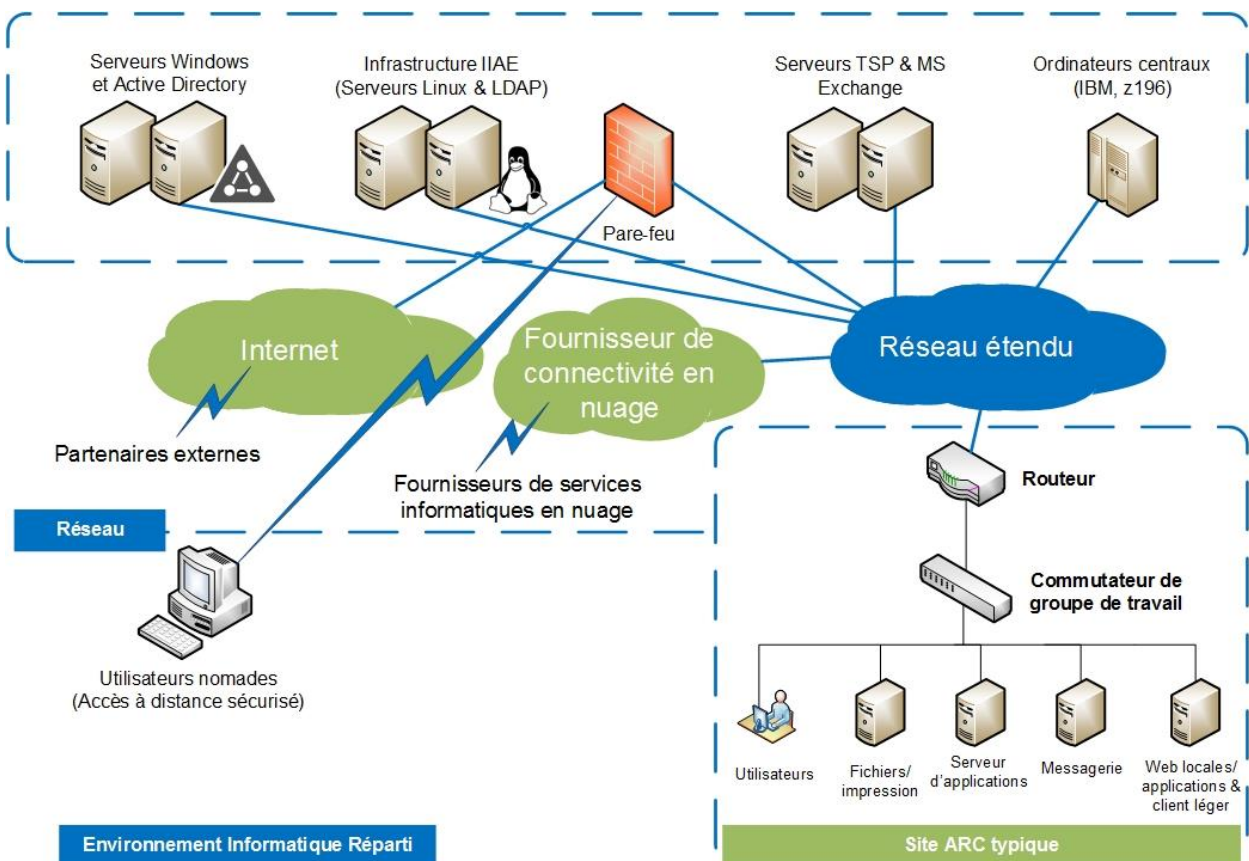 Serveurs Windows
et Active Directory
Infrastructure IIAE
(Serveurs Linux & LDAP)
Serveurs TSP & MS
Exchange
Ordinateurs centraux
(IBM, z196)
Pare-feu
Internet
Fournisseur de
connectivité en
nuage
Réseau étendu
Partenaires externes
Fournisseurs de services
informatiques en nuage
Réseau
Routeur
Commutateur de
groupe de travail
Utilisateurs nomades
(Accès à distance sécurisé)
Utilisateurs
Fichiers/
impression
Serveur
d'applications
Messagerie
Web locales/
applications &
client léger
Environnement Informatique Réparti
Site ARC typique